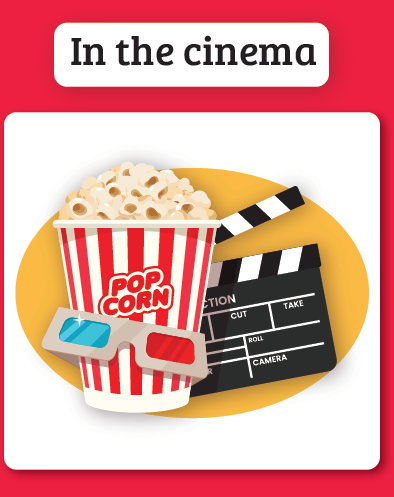 In the cinema
POP
CORN
CTION
CUT
TAKE
ROLL
CAMERA
R